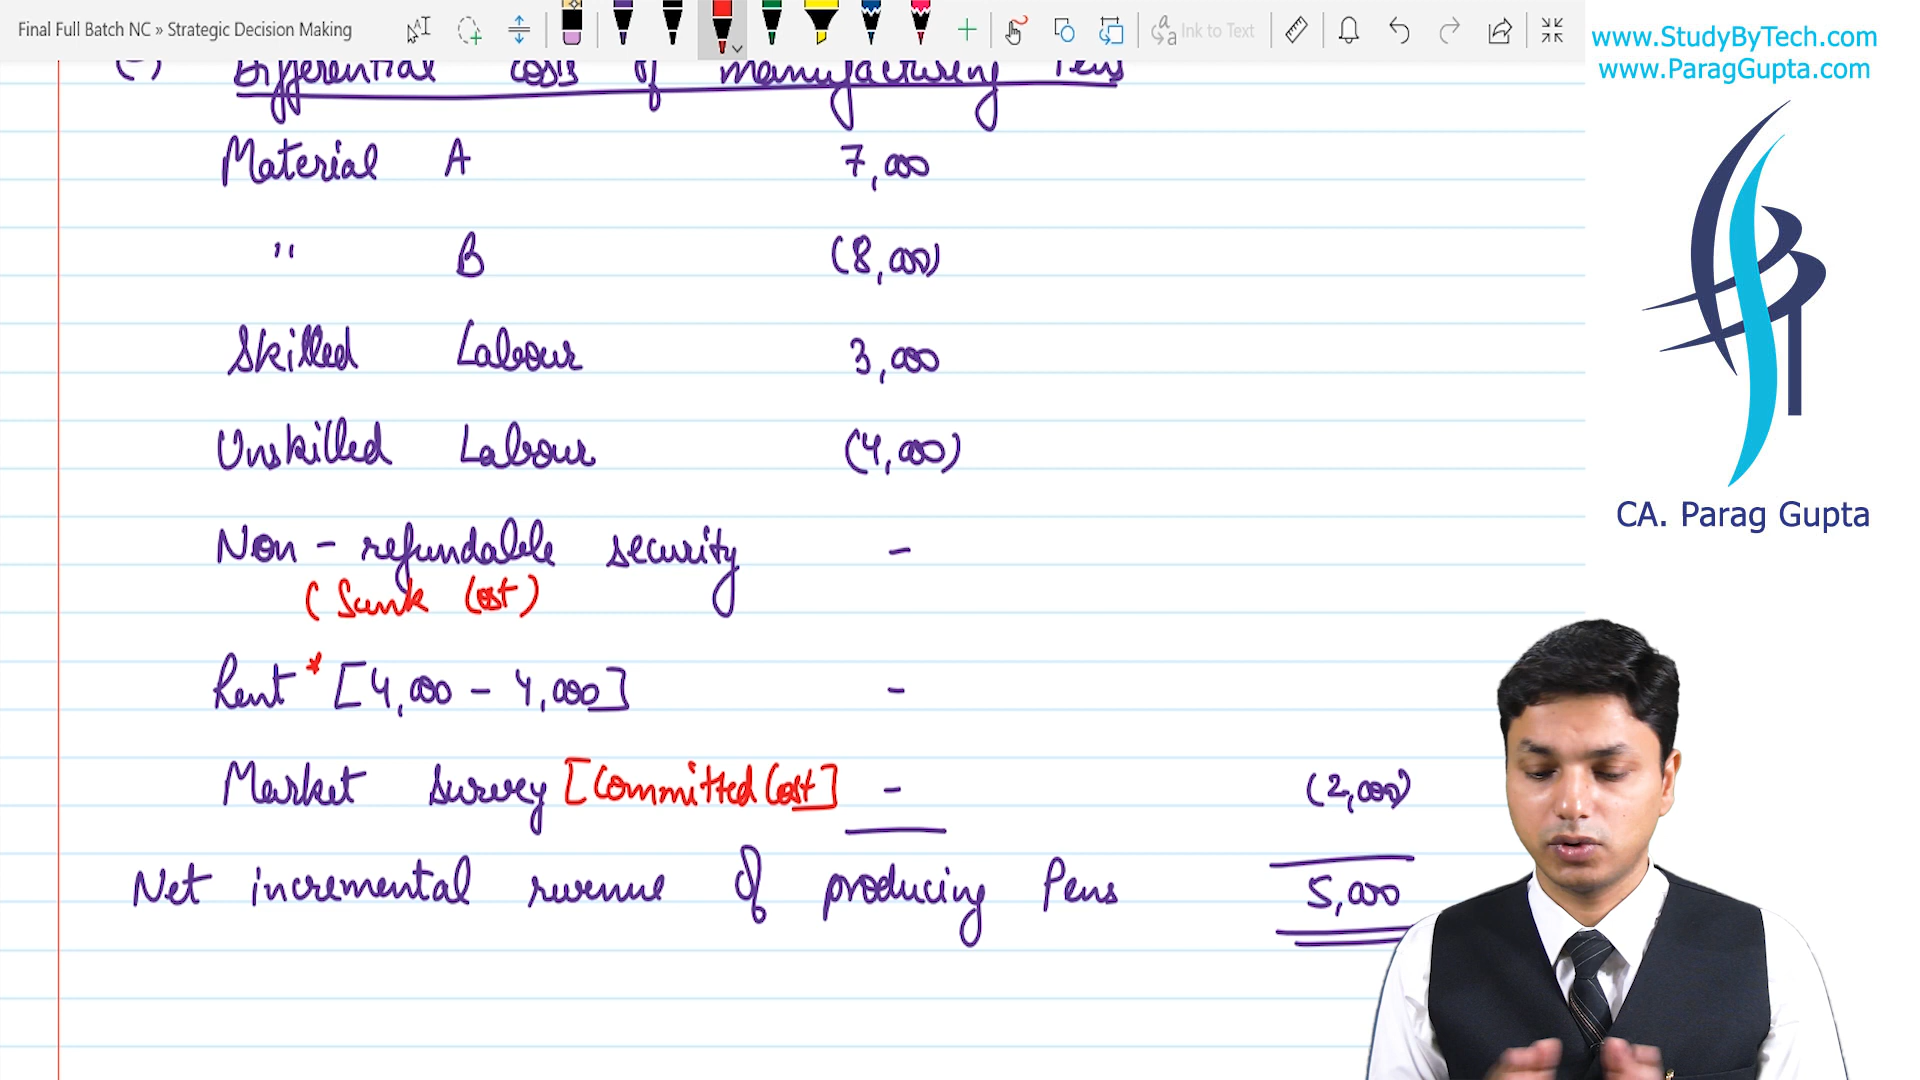 Final Full Batch NC » Strategic Decision Making
Ink to Text
www.StudyByTech.com
www.ParagGupta.com
Differential costs of manufacturing Pens
Material A 7,000
" B (8,000)
Skilled Labour 3,000
Unskilled Labour (4,000)
Non - refundable security -
(Sunk Cost)
Rent * [4,000 - 4,000] -
Market Survey [Committed Cost] - (2,000)
Net incremental revenue of producing Pens 5,000
CA. Parag Gupta